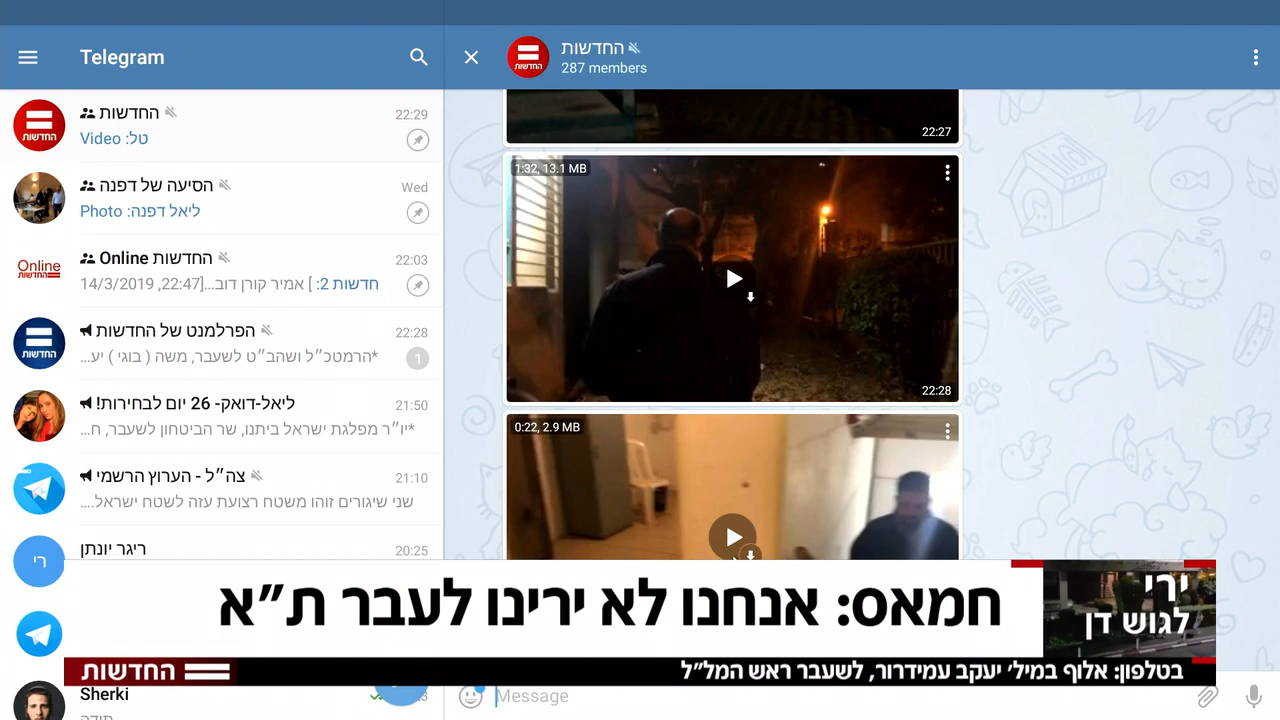 Telegram
החדשות
22:29
טל: Video
הסיעה של דפנה
Wed
ליאל דפנה: Photo
Online
החדשות
החדשות Online
22:03
חדשות 2: [ אמיר קורן דוב...[22:47, 14/3/2019
הפרלמנט של החדשות
22:28
*הרמטכ״ל ושהב״ט לשעבר, משה ( בוגי ) יע...
1
ליאל-דואק- 26 יום לבחירות!
21:50
*יו״ר מפלגת ישראל ביתנו, שר הביטחון לשעבר, ח...
צה״ל - הערוץ הרשמי
21:10
שני שיגורים זוהו משטח רצועת עזה לשטח ישראל....
רי
ריגר יונתן
20:25
Sherki
תודה
החדשות
החדשות
287 members
22:27
1:32, 13.1 MB
22:28
0:22, 2.9 MB
ירי
לגוש דן
חמאס: אנחנו לא ירינו לעבר ת״א
בטלפון: אלוף במיל׳ יעקב עמידרור, לשעבר ראש המל״ל
החדשות
Message